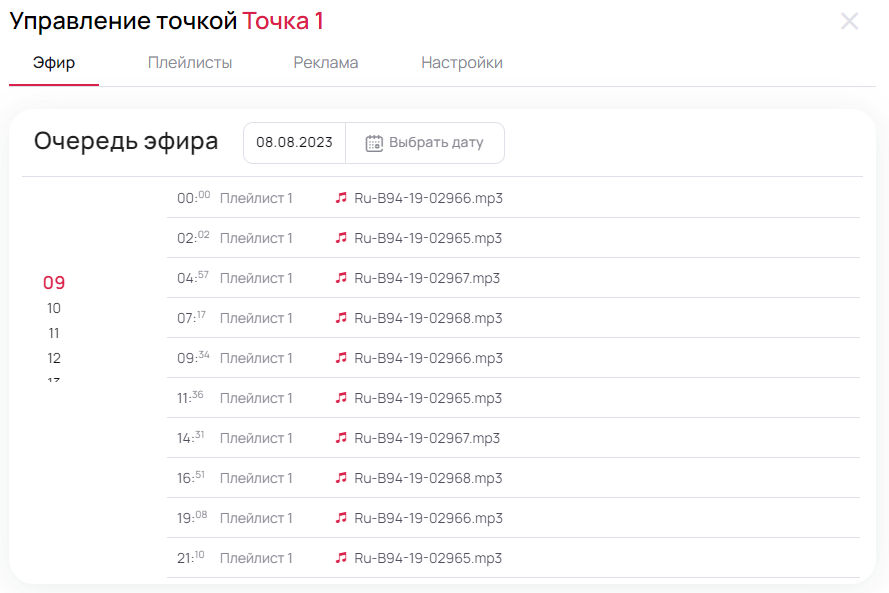 Управление точкой Точка 1
Эфир Плейлисты Реклама Настройки
Очередь эфира 08.08.2023 Выбрать дату
00:00 Плейлист 1 Ru-B94-19-02966.mp3
02:02 Плейлист 1 Ru-B94-19-02965.mp3
04:57 Плейлист 1 Ru-B94-19-02967.mp3
09
10
07:17 Плейлист 1 Ru-B94-19-02968.mp3
11
12 09:34 Плейлист 1 Ru-B94-19-02966.mp3
13
11:36 Плейлист 1 Ru-B94-19-02965.mp3
14:31 Плейлист 1 Ru-B94-19-02967.mp3
16:51 Плейлист 1 Ru-B94-19-02968.mp3
19:08 Плейлист 1 Ru-B94-19-02966.mp3
21:10 Плейлист 1 Ru-B94-19-02965.mp3